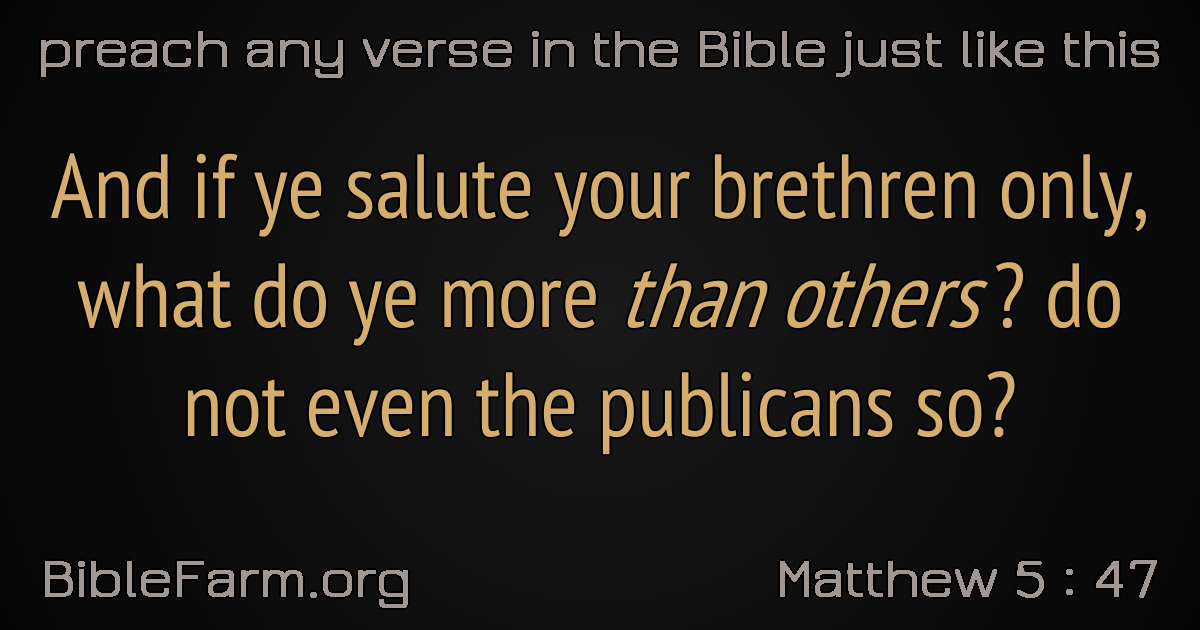 preach any verse in the Bible just like this
And if ye salute your brethren only,
what do ye more than others? do
not even the publicans so?
BibleFarm.org
Matthew 5 : 47